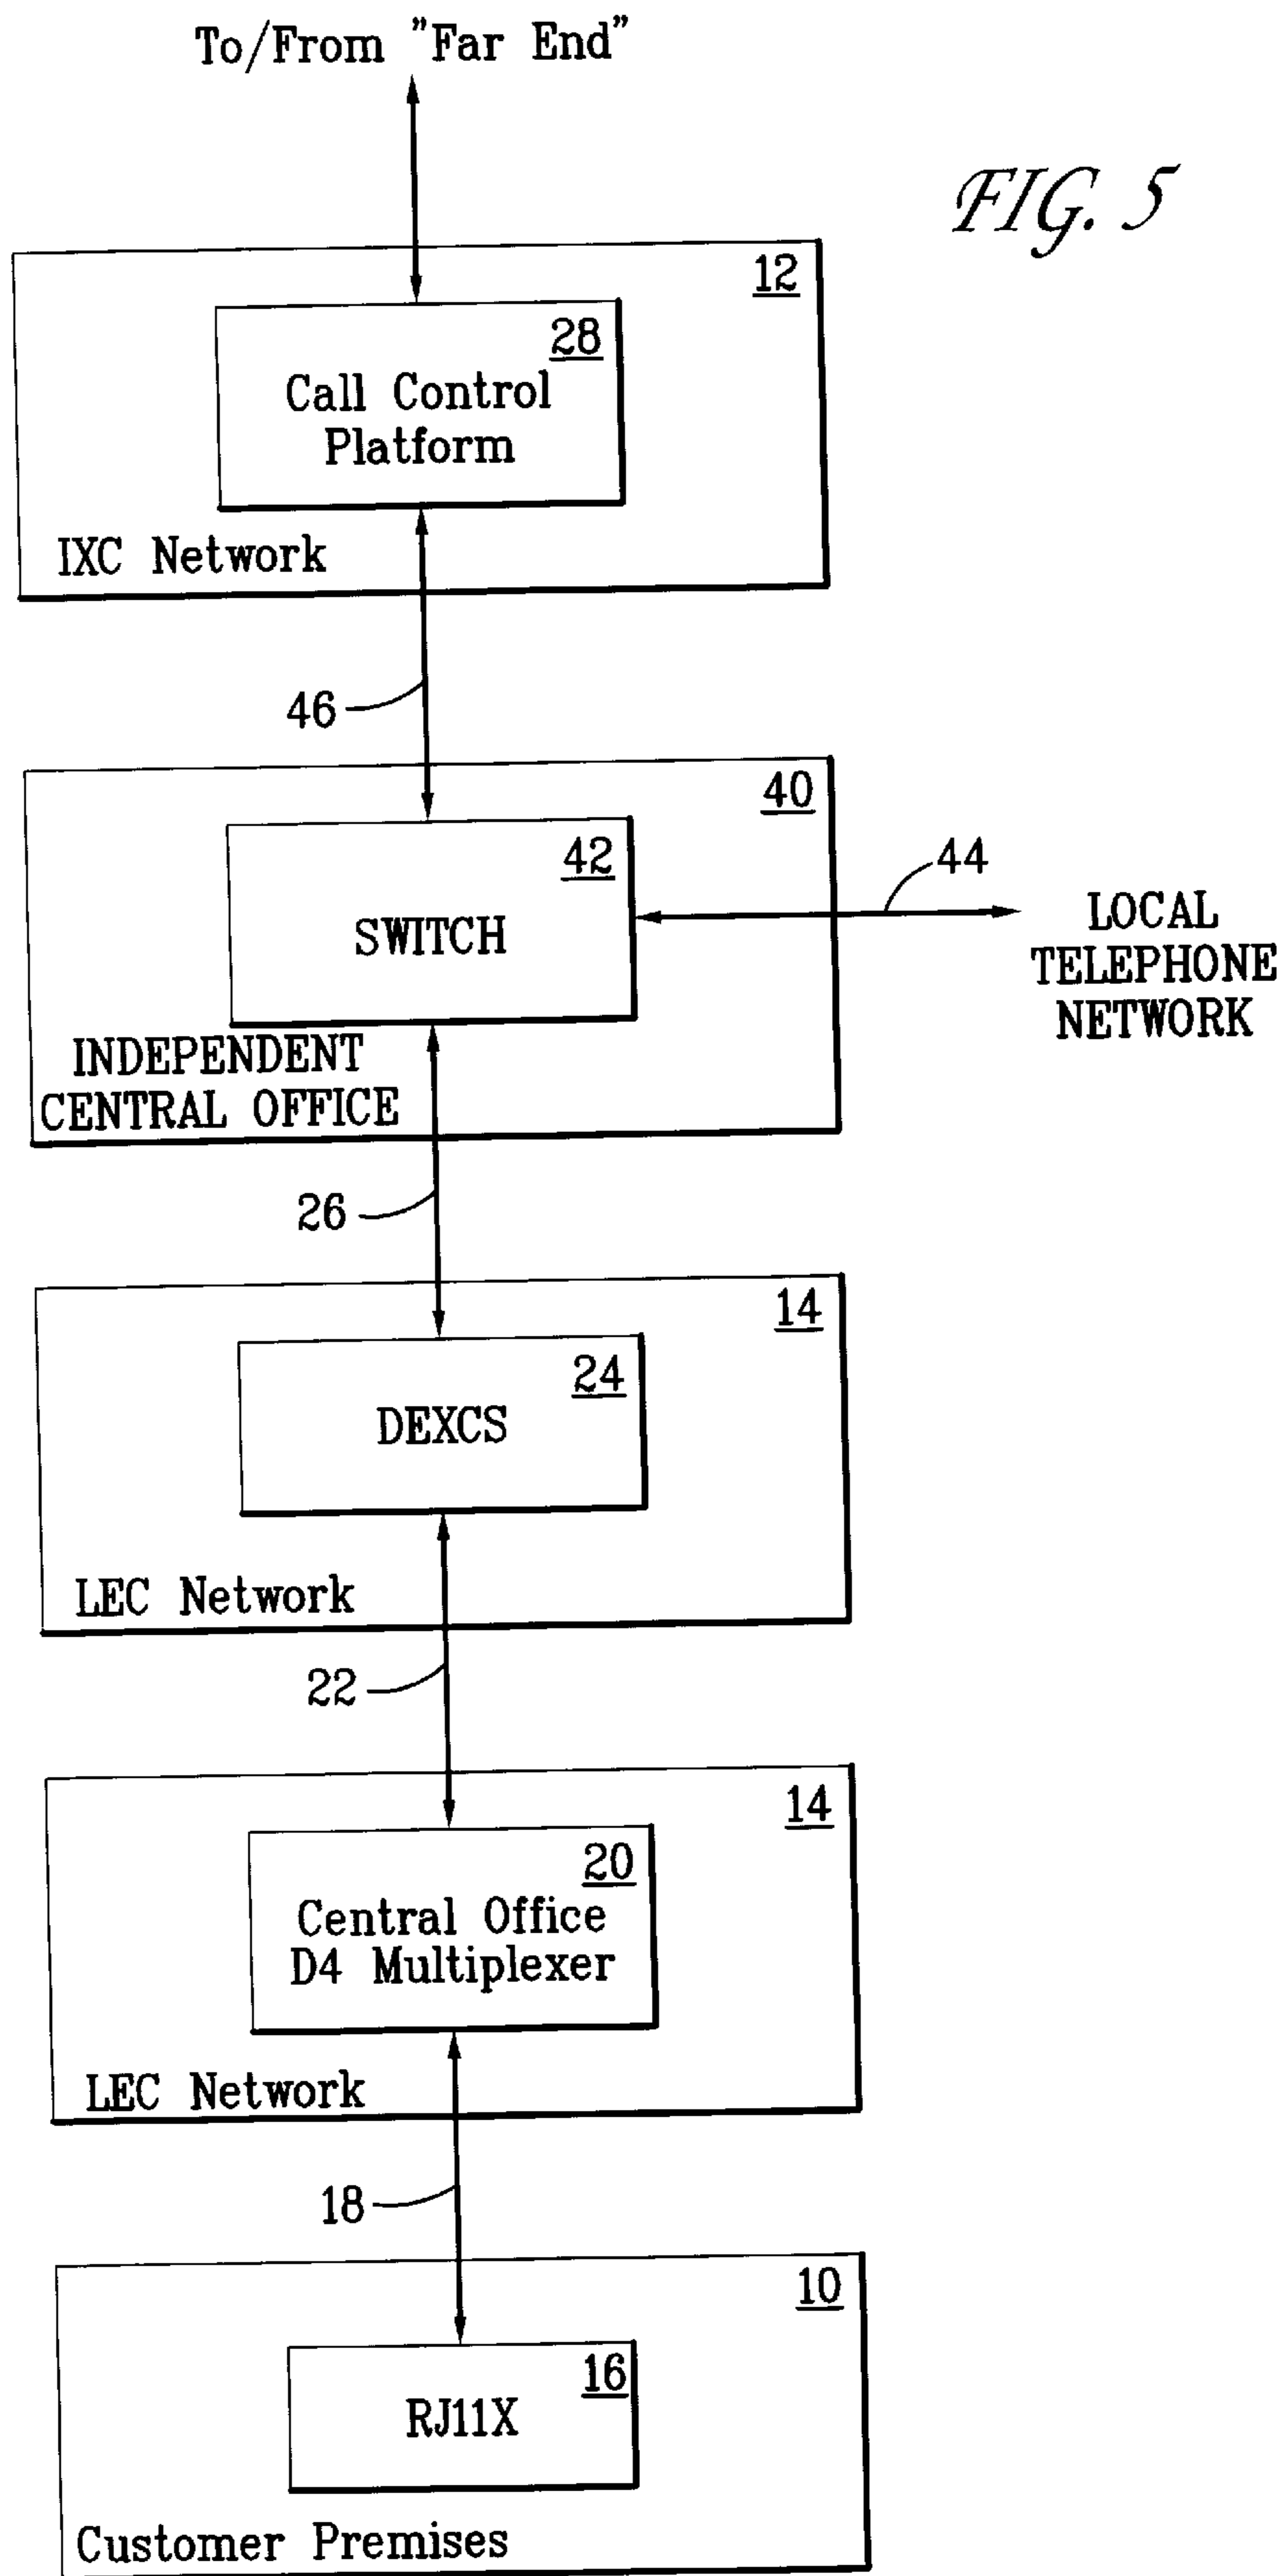 To/From "Far End"
FIG. 5
12
28
Call Control
Platform
IXC Network
46
40
42
SWITCH
44
LOCAL
TELEPHONE
NETWORK
INDEPENDENT
CENTRAL OFFICE
26
14
24
DEXCS
LEC Network
22
14
20
Central Office
D4 Multiplexer
LEC Network
18
10
16
RJ11X
Customer Premises